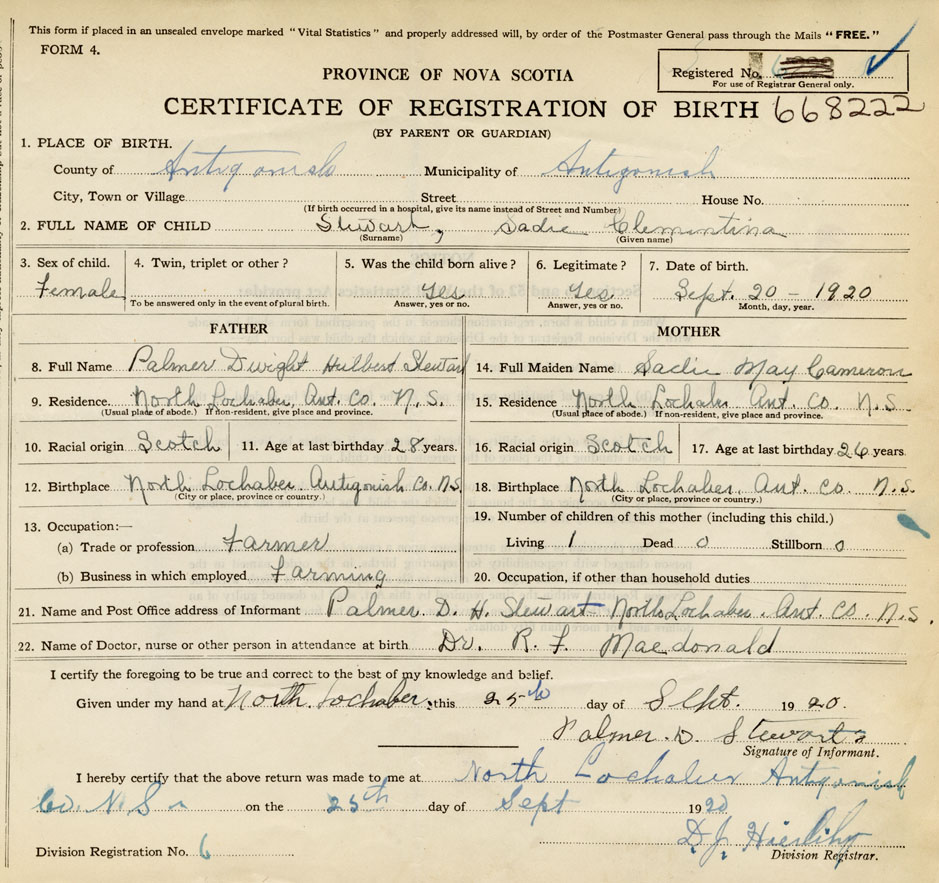 This form if placed in an unsealed envelope marked "Vital Statistics" and properly addressed will, by order of the Postmaster General pass through the Mails "FREE."
FORM 4.
PROVINCE OF NOVA SCOTIA
Registered No. 6
For use of Registrar General only.
CERTIFICATE OF REGISTRATION OF BIRTH 668222
(BY PARENT OR GUARDIAN)
1. PLACE OF BIRTH.
County of Antigonish Municipality of Antigonish
City, Town or Village Street House No.
(If birth occurred in a hospital, give its name instead of Street and Number)
2. FULL NAME OF CHILD Stewart, Sadie Clementina
(Surname) (Given name)
3. Sex of child. 4. Twin, triplet or other? 5. Was the child born alive? 6. Legitimate? 7. Date of birth.
Female Yes Yes Sept. 20 - 1920
To be answered only in the event of plural birth. Answer, yes or no. Answer, yes or no. Month, day, year.
FATHER MOTHER
8. Full Name Palmer Dwight Hulbert Stewart 14. Full Maiden Name Sadie May Cameron
9. Residence. North Lochaber Ant. Co. N.S. 15. Residence North Lochaber Ant. Co. N.S.
(Usual place of abode.) If non-resident, give place and province. (Usual place of abode.) If non-resident, give place and province.
10. Racial origin Scotch 11. Age at last birthday 28 years. 16. Racial origin Scotch 17. Age at last birthday 26 years.
12. Birthplace North Lochaber. Antigonish Co. N.S. 18. Birthplace North Lochaber, Ant. Co. N.S.
(City or place, province or country.) (City or place, province or country.)
13. Occupation:— 19. Number of children of this mother (including this child.)
(a) Trade or profession Farmer Living 1 Dead 0 Stillborn 0
(b) Business in which employed Farming 20. Occupation, if other than household duties
21. Name and Post Office address of Informant Palmer D. H. Stewart North Lochaber. Ant. Co. N.S.
22. Name of Doctor, nurse or other person in attendance at birth Dr. R. F. Macdonald
I certify the foregoing to be true and correct to the best of my knowledge and belief.
Given under my hand at North Lochaber, this 25th day of Sept. 1920.
Palmer D. Stewart
Signature of Informant.
I hereby certify that the above return was made to me at North Lochaber Antigonish
Co. N.S. on the 25th day of Sept 1920
D. J. Hierlihy
Division Registration No. 6 Division Registrar.